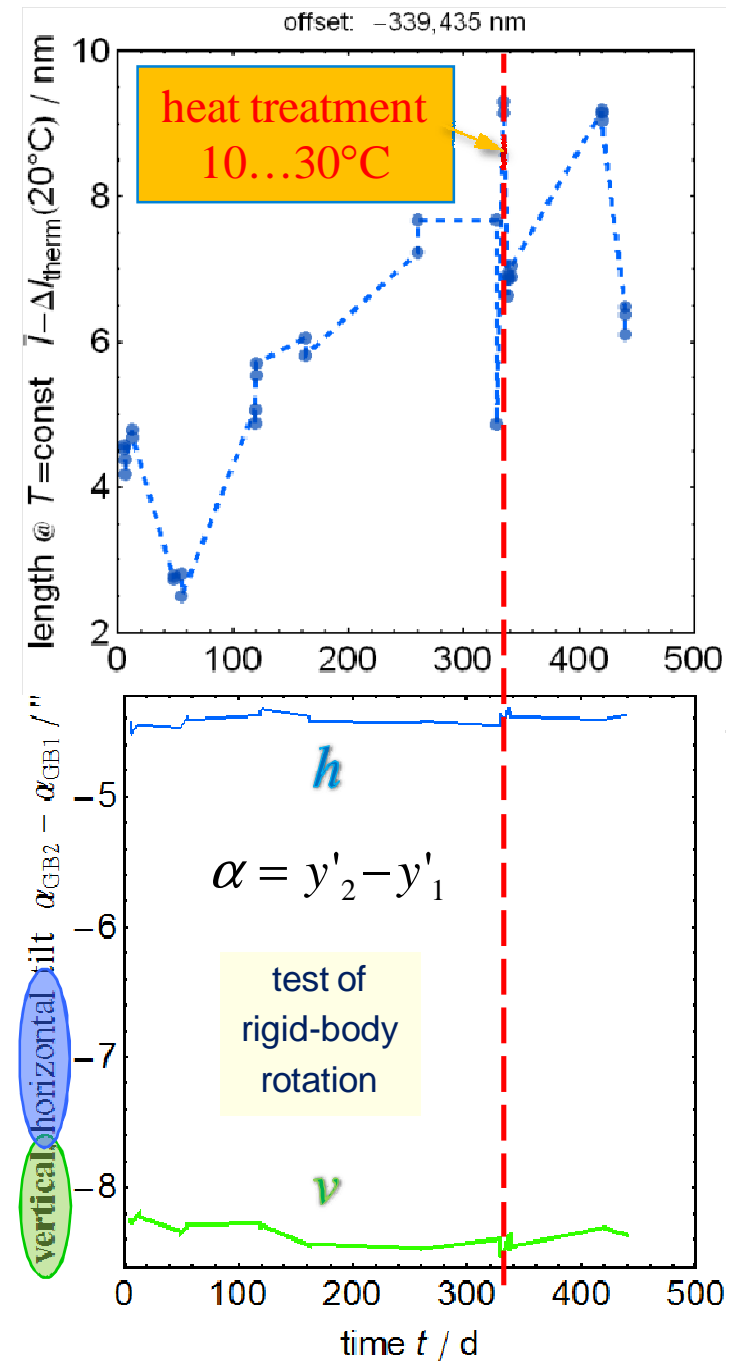 offset: −339,435 nm
length @ T=const l̄−Δl_therm(20°C) / nm
10
8
6
4
2
heat treatment
10…30°C
0 100 200 300 400 500
vertical, horizontal tilt α_GB2 − α_GB1 / "
−5
−6
−7
−8
h
α = y'₂−y'₁
test of
rigid-body
rotation
v
0 100 200 300 400 500
time t / d